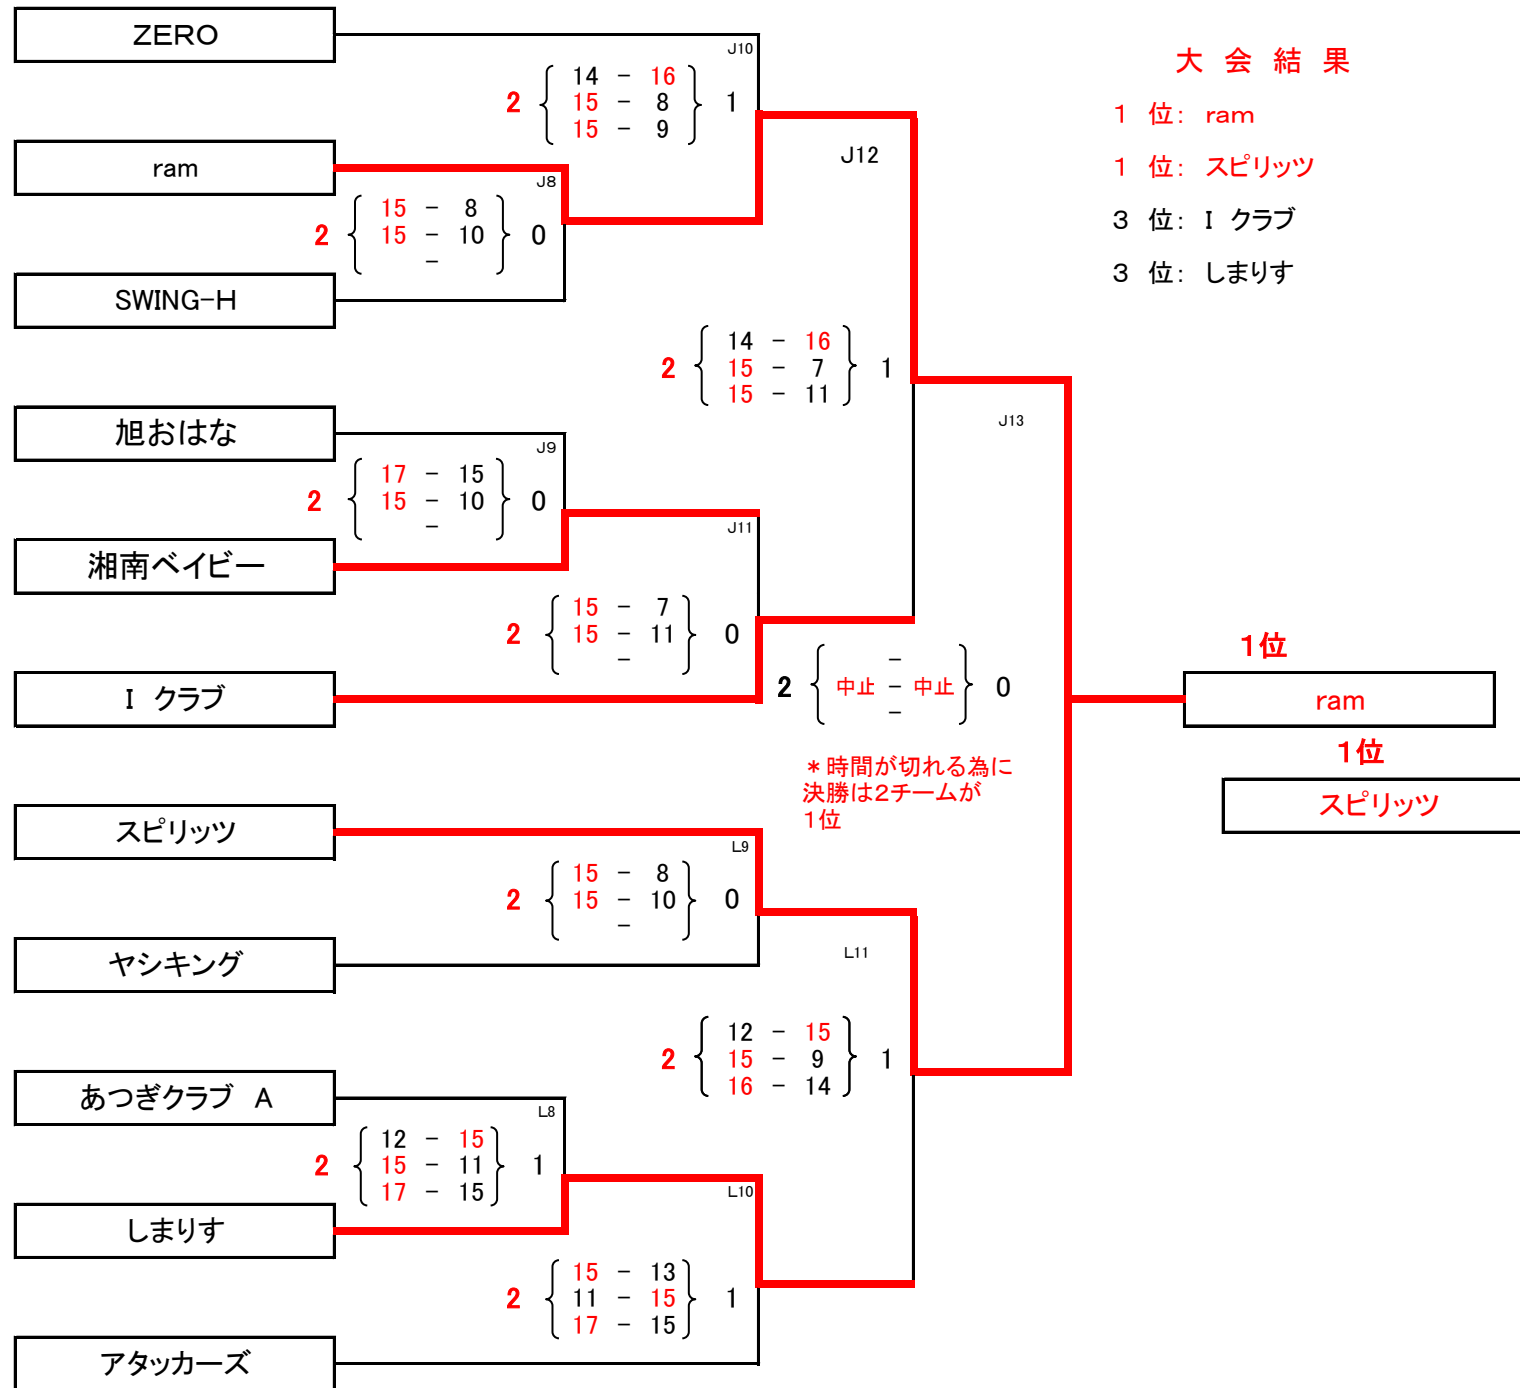 ZERO
J10
大 会 結 果
2 14 - 16 1
15 - 8
15 - 9
1 位: ram
ram
J8
J12
1 位: スピリッツ
2 15 - 8 0
15 - 10
-
3 位: I クラブ
3 位: しまりす
SWING-H
2 14 - 16 1
15 - 7
15 - 11
旭おはな
J9
J13
2 17 - 15 0
15 - 10
-
J11
湘南ベイビー
2 15 - 7 0
15 - 11
-
1位
I クラブ
2 - 0
中止 - 中止
-
ram
1位
*時間が切れる為に
決勝は2チームが
1位
スピリッツ
スピリッツ
L9
2 15 - 8 0
15 - 10
-
ヤシキング
L11
2 12 - 15 1
15 - 9
16 - 14
あつぎクラブ A
L8
2 12 - 15 1
15 - 11
17 - 15
L10
しまりす
2 15 - 13 1
11 - 15
17 - 15
アタッカーズ